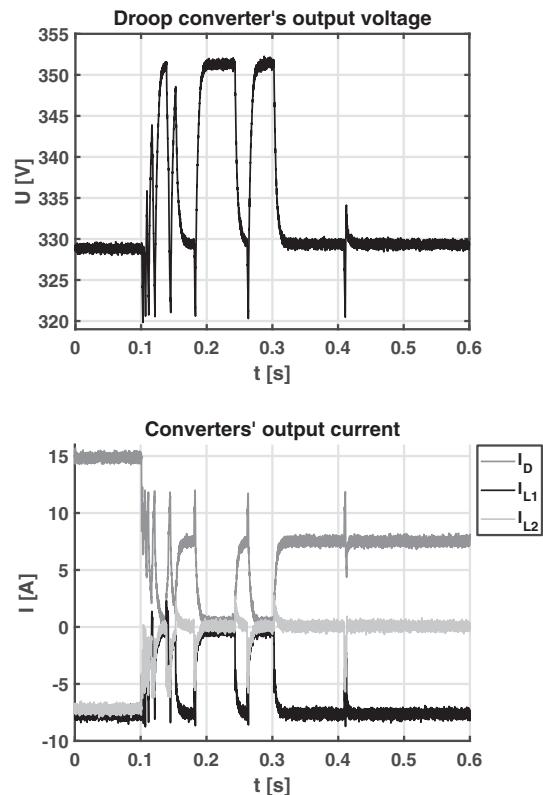 Droop converter's output voltage
355
350
345
340
335
330
325
320
U [V]
0 0.1 0.2 0.3 0.4 0.5 0.6
t [s]
Converters' output current
15
10
5
0
-5
-10
I [A]
0 0.1 0.2 0.3 0.4 0.5 0.6
t [s]
I_D
I_L1
I_L2